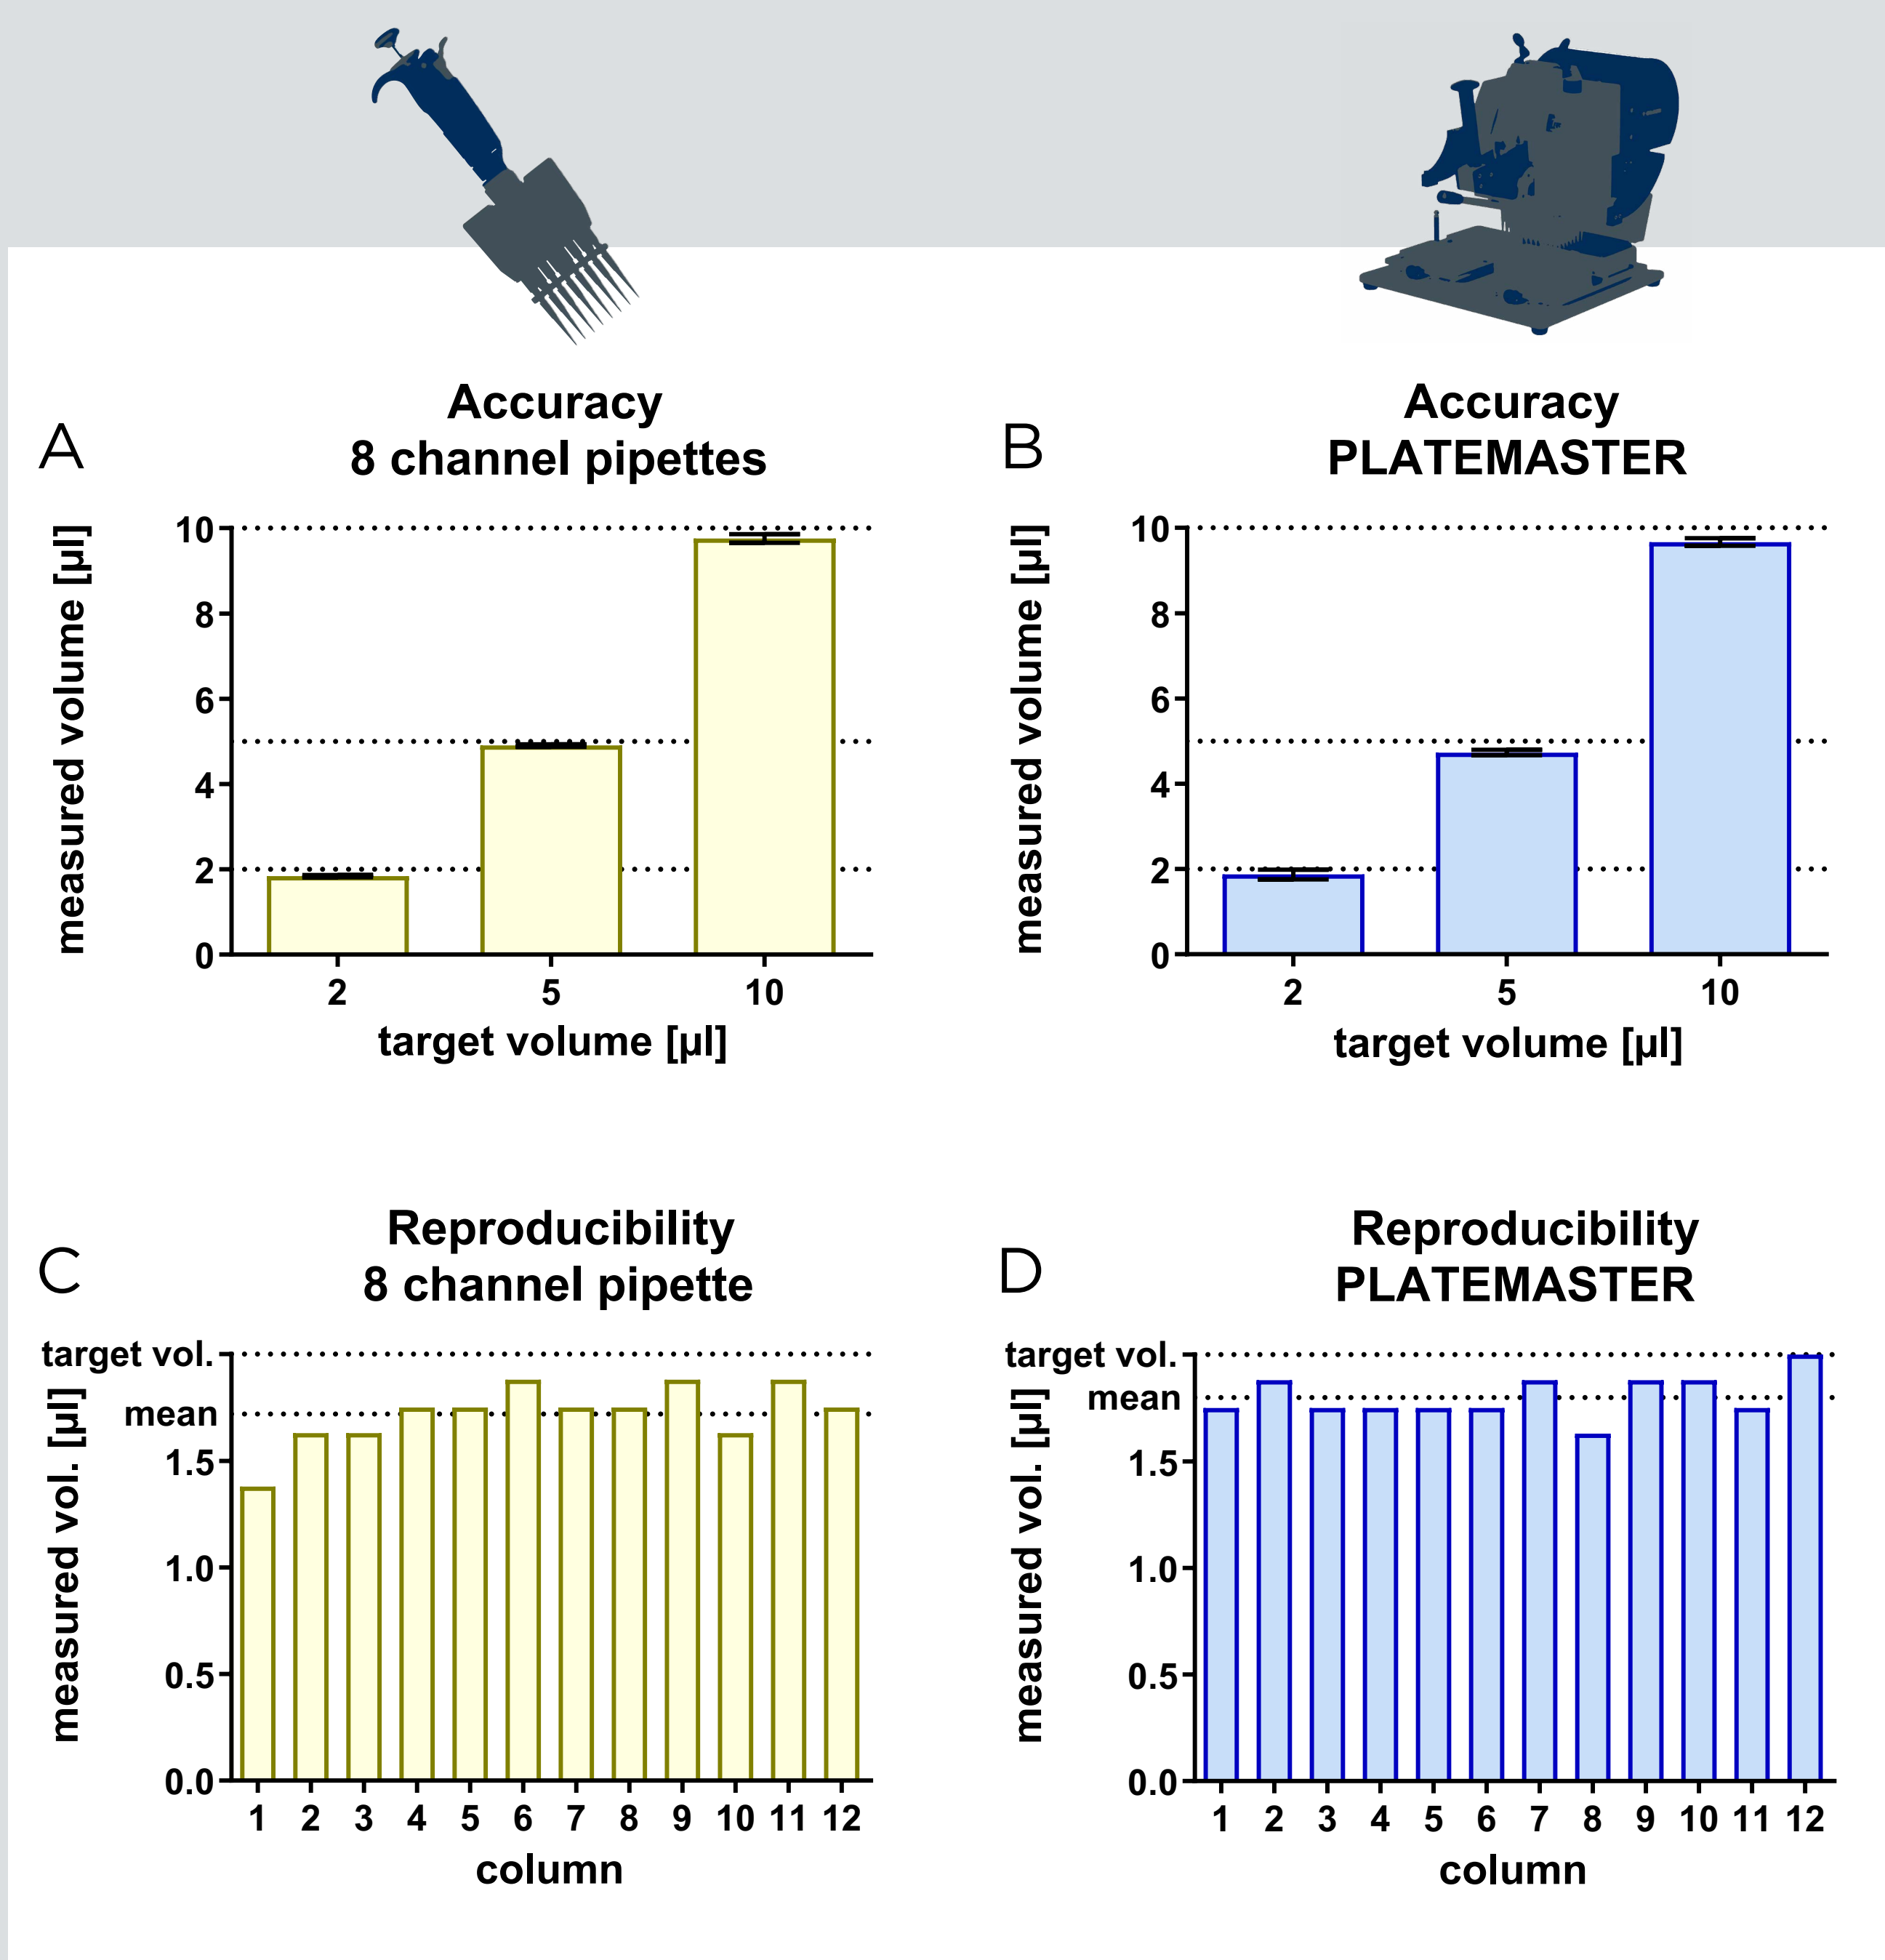 A
Accuracy
8 channel pipettes
measured volume [µl]
10
8
6
4
2
0
2 5 10
target volume [µl]
B
Accuracy
PLATEMASTER
measured volume [µl]
10
8
6
4
2
0
2 5 10
target volume [µl]
C
Reproducibility
8 channel pipette
measured vol. [µl]
target vol.
mean
1.5
1.0
0.5
0.0
1 2 3 4 5 6 7 8 9 10 11 12
column
D
Reproducibility
PLATEMASTER
measured vol. [µl]
target vol.
mean
1.5
1.0
0.5
0.0
1 2 3 4 5 6 7 8 9 10 11 12
column